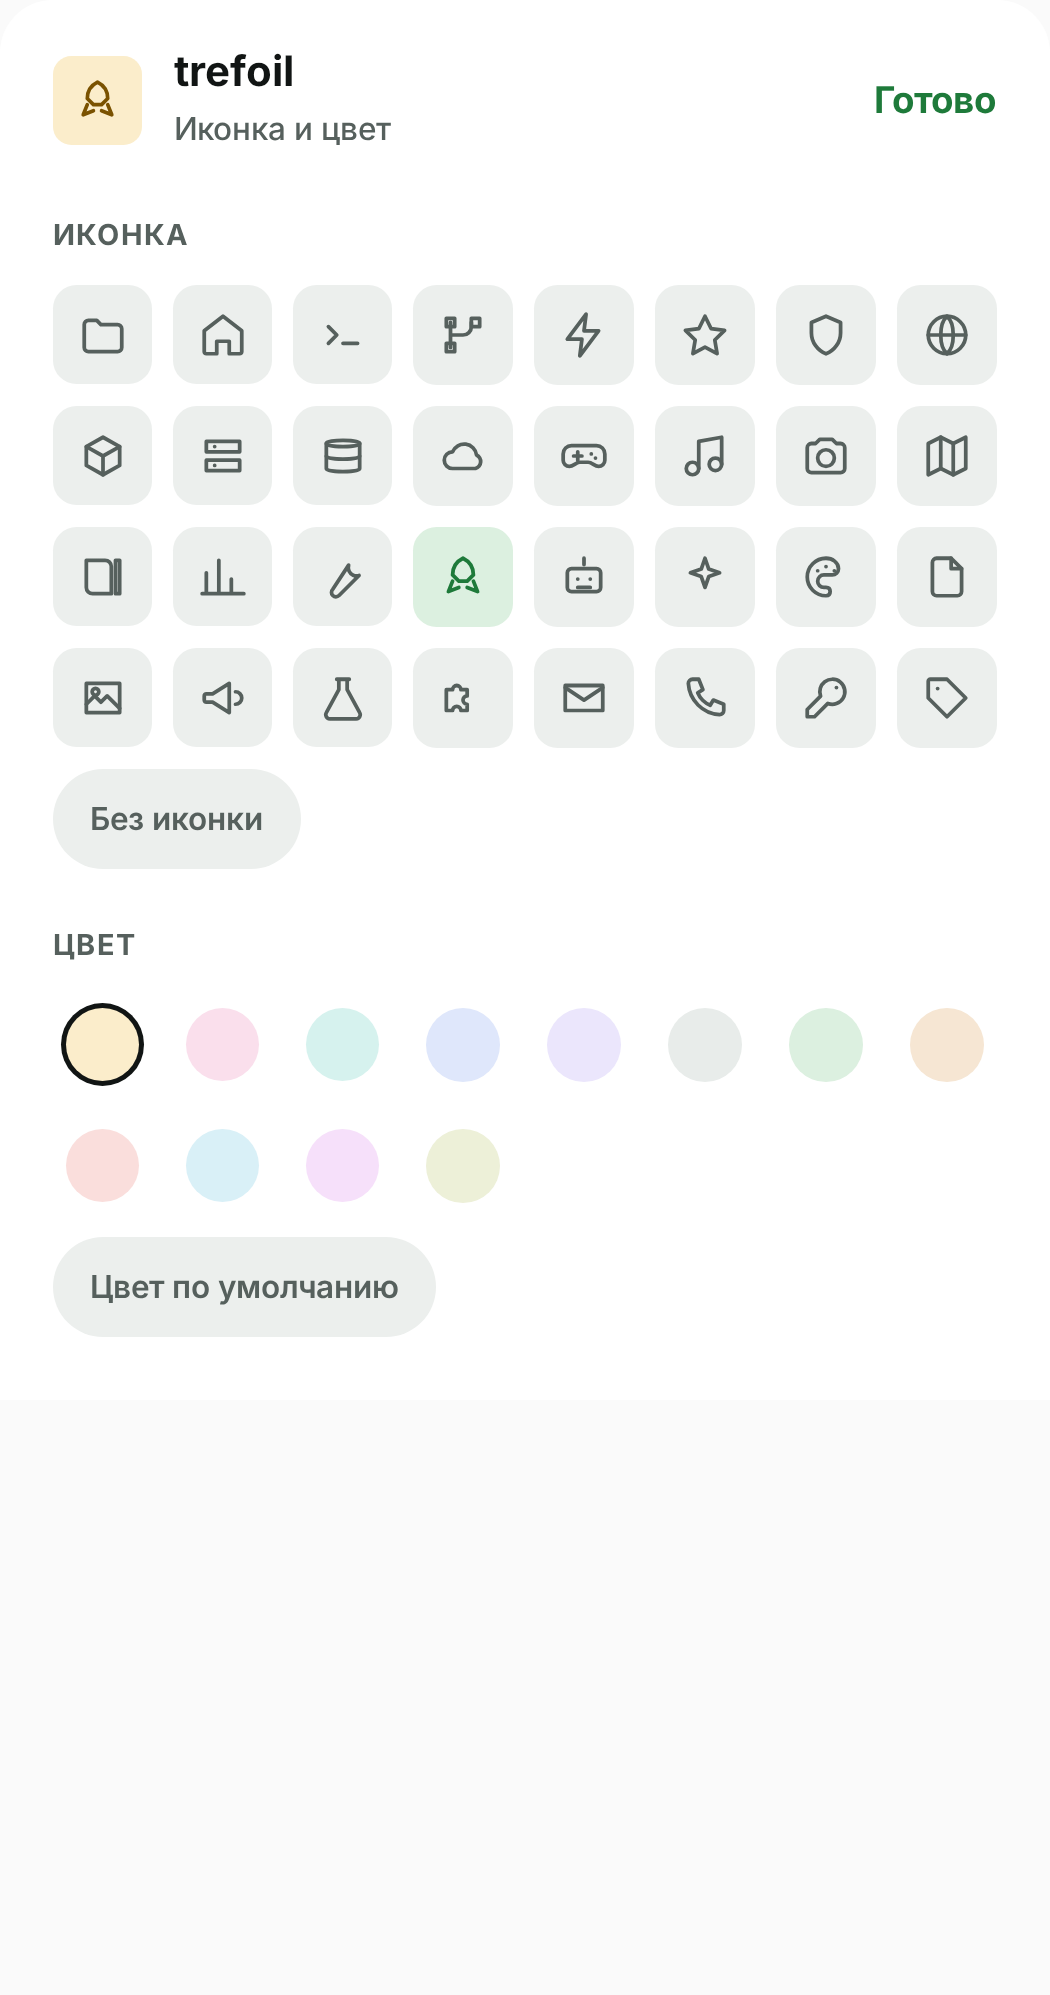 trefoil
Иконка и цвет
Готово
ИКОНКА
Без иконки
ЦВЕТ
Цвет по умолчанию